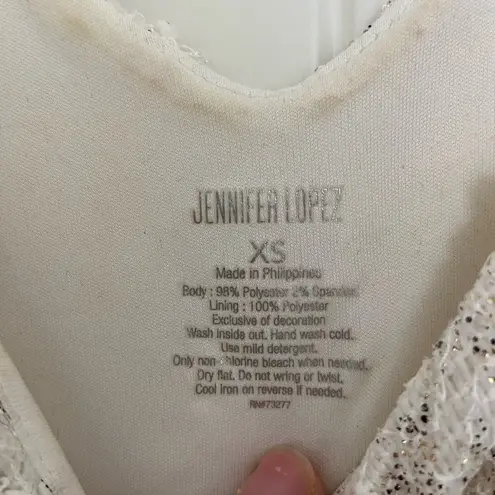 JENNIFER LOPEZ
XS
Made in Philippines
Body : 98% Polyester 2% Spandex
Lining : 100% Polyester
Exclusive of decoration
Wash inside out. Hand wash cold.
Use mild detergent.
Only non-chlorine bleach when needed.
Dry flat. Do not wring or twist.
Cool iron on reverse if needed.
RN#73277